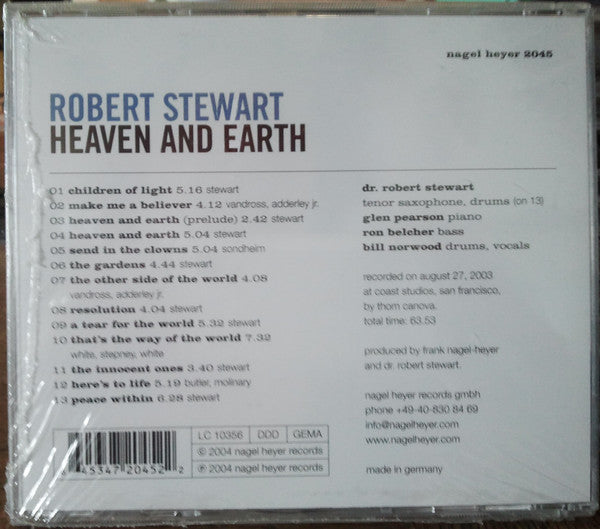 nagel heyer 2045
ROBERT STEWART
HEAVEN AND EARTH
01 children of light 5.16 stewart
02 make me a believer 4.12 vandross, adderley jr.
03 heaven and earth (prelude) 2.42 stewart
04 heaven and earth 5.04 stewart
05 send in the clowns 5.04 sondheim
06 the gardens 4.44 stewart
07 the other side of the world 4.08
vandross, adderley jr.
08 resolution 4.04 stewart
09 a tear for the world 5.32 stewart
10 that's the way of the world 7.32
white, stepney, white
11 the innocent ones 3.40 stewart
12 here's to life 5.19 butler, molinary
13 peace within 6.28 stewart
dr. robert stewart
tenor saxophone, drums (on 13)
glen pearson piano
ron belcher bass
bill norwood drums, vocals
recorded on august 27, 2003
at coast studios, san francisco,
by thom canova.
total time: 63.53
produced by frank nagel-heyer
and dr. robert stewart.
nagel heyer records gmbh
phone +49-40-830 84 69
info@nagelheyer.com
www.nagelheyer.com
made in germany
LC 10356 DDD GEMA
© 2004 nagel heyer records
℗ 2004 nagel heyer records
45347 20452 2